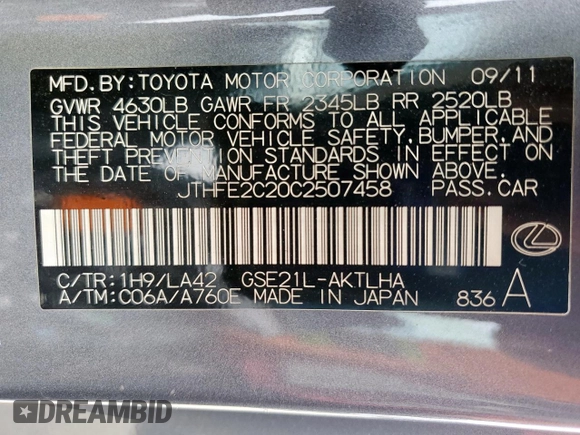 MFD. BY: TOYOTA MOTOR CORPORATION 09/11
GVWR 4630LB GAWR FR 2345LB RR 2520LB
THIS VEHICLE CONFORMS TO ALL APPLICABLE
FEDERAL MOTOR VEHICLE SAFETY, BUMPER, AND
THEFT PREVENTION STANDARDS IN EFFECT ON
THE DATE OF MANUFACTURE SHOWN ABOVE.
JTHFE2C20C2507458 PASS. CAR
C/TR: 1H9/LA42 GSE21L-AKTLHA
A/TM: C06A/A760E MADE IN JAPAN 836 A
DREAMBID